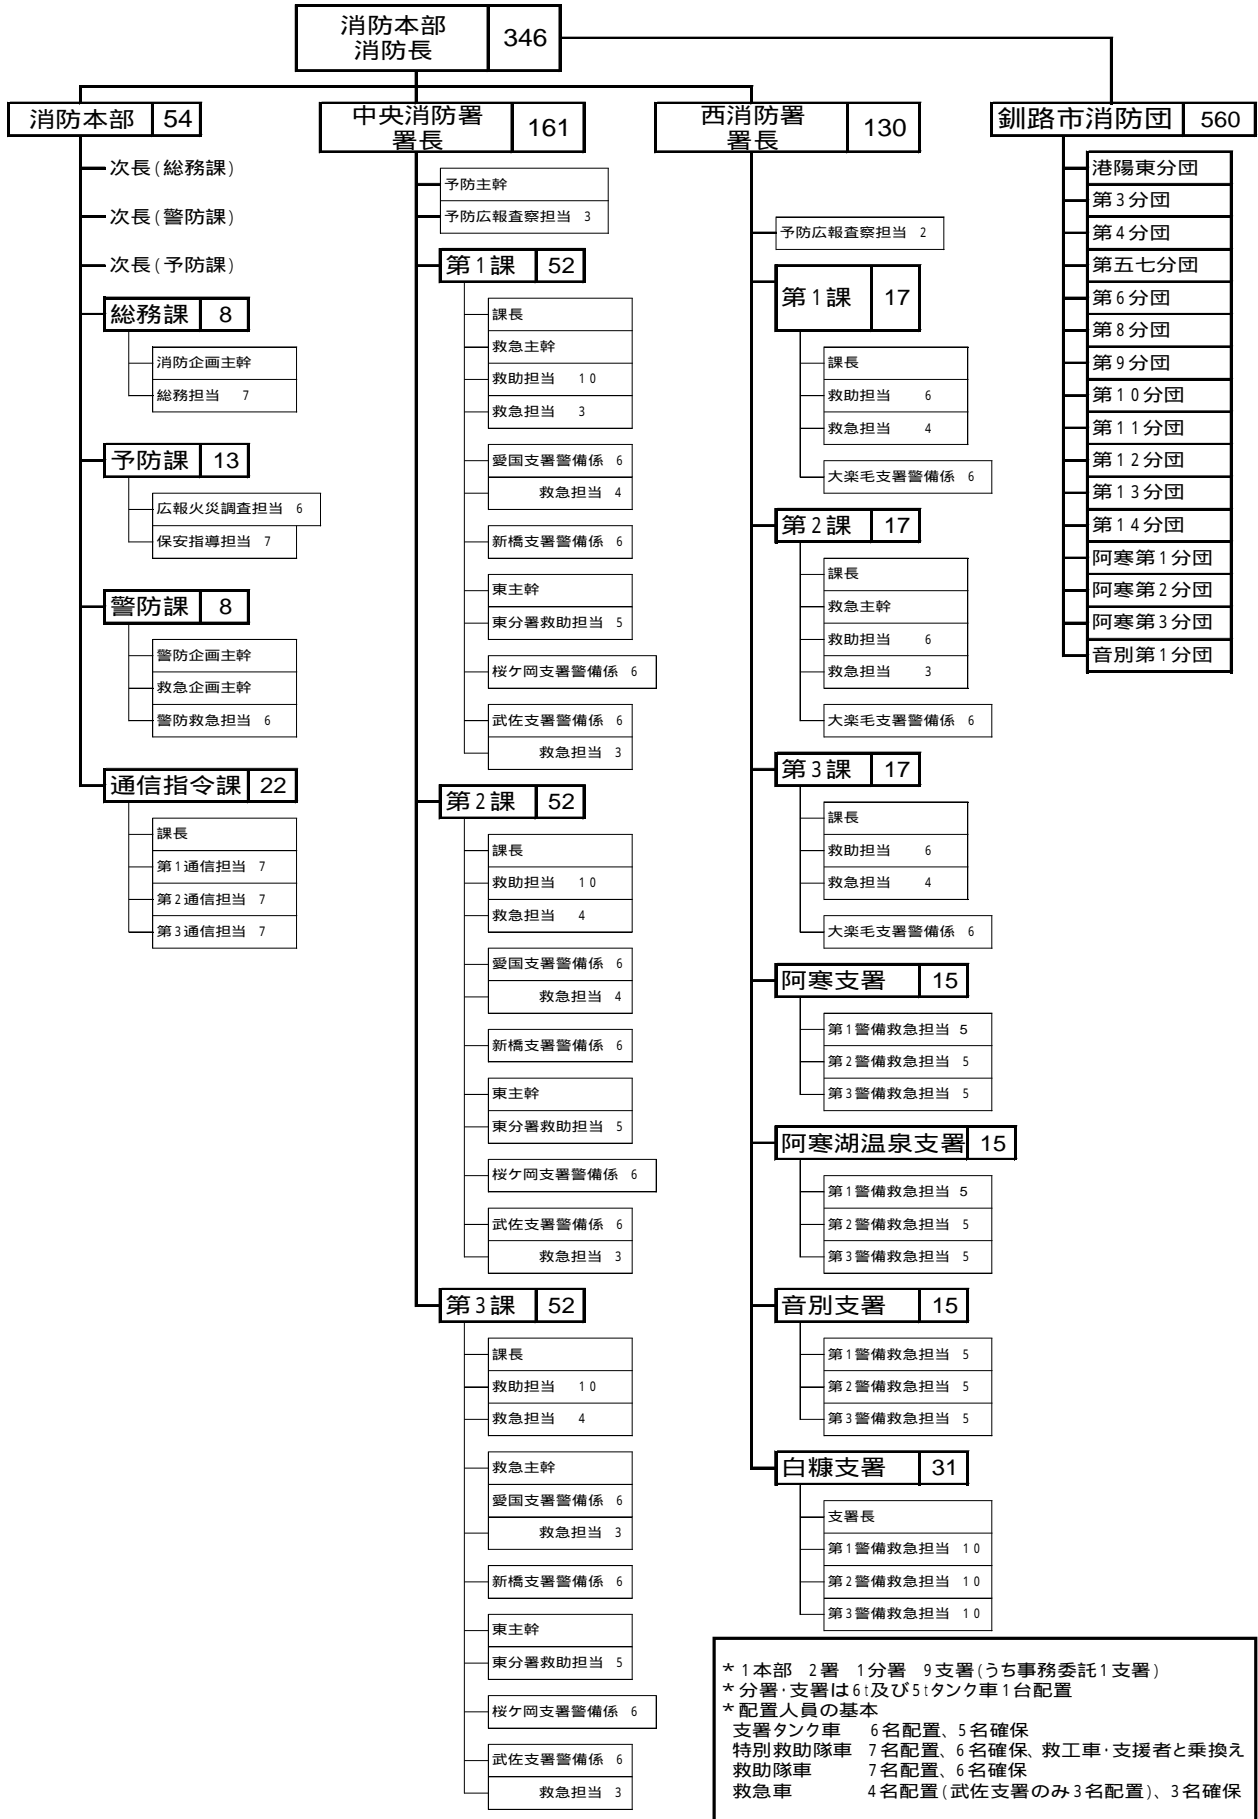 消防本部
消防長 346
消防本部 54
次長(総務課)
次長(警防課)
次長(予防課)
総務課 8
消防企画主幹
総務担当 7
予防課 13
広報火災調査担当 6
保安指導担当 7
警防課 8
警防企画主幹
救急企画主幹
警防救急担当 6
通信指令課 22
課長
第1通信担当 7
第2通信担当 7
第3通信担当 7
中央消防署
署長 161
予防主幹
予防広報査察担当 3
第1課 52
課長
救急主幹
救助担当 10
救急担当 3
愛国支署警備係 6
救急担当 4
新橋支署警備係 6
東主幹
東分署救助担当 5
桜ケ岡支署警備係 6
武佐支署警備係 6
救急担当 3
第2課 52
課長
救助担当 10
救急担当 4
愛国支署警備係 6
救急担当 4
新橋支署警備係 6
東主幹
東分署救助担当 5
桜ケ岡支署警備係 6
武佐支署警備係 6
救急担当 3
第3課 52
課長
救助担当 10
救急担当 4
救急主幹
愛国支署警備係 6
救急担当 3
新橋支署警備係 6
東主幹
東分署救助担当 5
桜ケ岡支署警備係 6
武佐支署警備係 6
救急担当 3
西消防署
署長 130
予防広報査察担当 2
第1課 17
課長
救助担当 6
救急担当 4
大楽毛支署警備係 6
第2課 17
課長
救急主幹
救助担当 6
救急担当 3
大楽毛支署警備係 6
第3課 17
課長
救助担当 6
救急担当 4
大楽毛支署警備係 6
阿寒支署 15
第1警備救急担当 5
第2警備救急担当 5
第3警備救急担当 5
阿寒湖温泉支署 15
第1警備救急担当 5
第2警備救急担当 5
第3警備救急担当 5
音別支署 15
第1警備救急担当 5
第2警備救急担当 5
第3警備救急担当 5
白糠支署 31
支署長
第1警備救急担当 10
第2警備救急担当 10
第3警備救急担当 10
釧路市消防団 560
港陽東分団
第3分団
第4分団
第五七分団
第6分団
第8分団
第9分団
第10分団
第11分団
第12分団
第13分団
第14分団
阿寒第1分団
阿寒第2分団
阿寒第3分団
音別第1分団
*1本部 2署 1分署 9支署(うち事務委託1支署)
*分署・支署は6t及び5tタンク車1台配置
*配置人員の基本
支署タンク車 6名配置、5名確保
特別救助隊車 7名配置、6名確保、救工車・支援者と乗換え
救助隊車 7名配置、6名確保
救急車 4名配置(武佐支署のみ3名配置)、3名確保